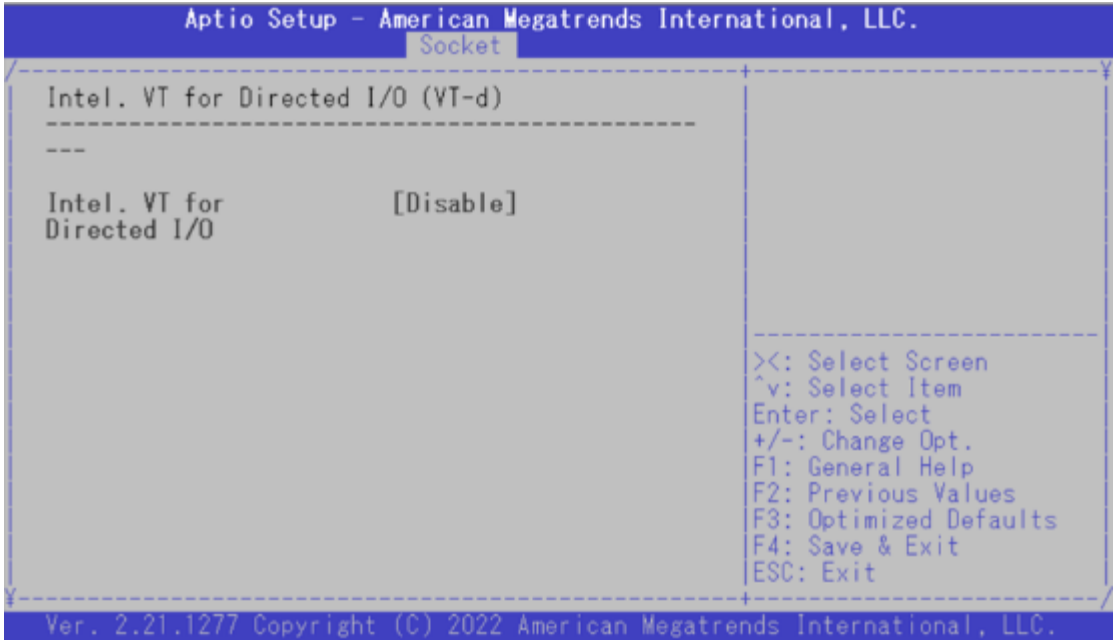 Aptio Setup - American Megatrends International, LLC.
Socket
Intel. VT for Directed I/O (VT-d)
------------------------------------------------
---
Intel. VT for [Disable]
Directed I/O
><: Select Screen
^v: Select Item
Enter: Select
+/-: Change Opt.
F1: General Help
F2: Previous Values
F3: Optimized Defaults
F4: Save & Exit
ESC: Exit
Ver. 2.21.1277 Copyright (C) 2022 American Megatrends International, LLC.